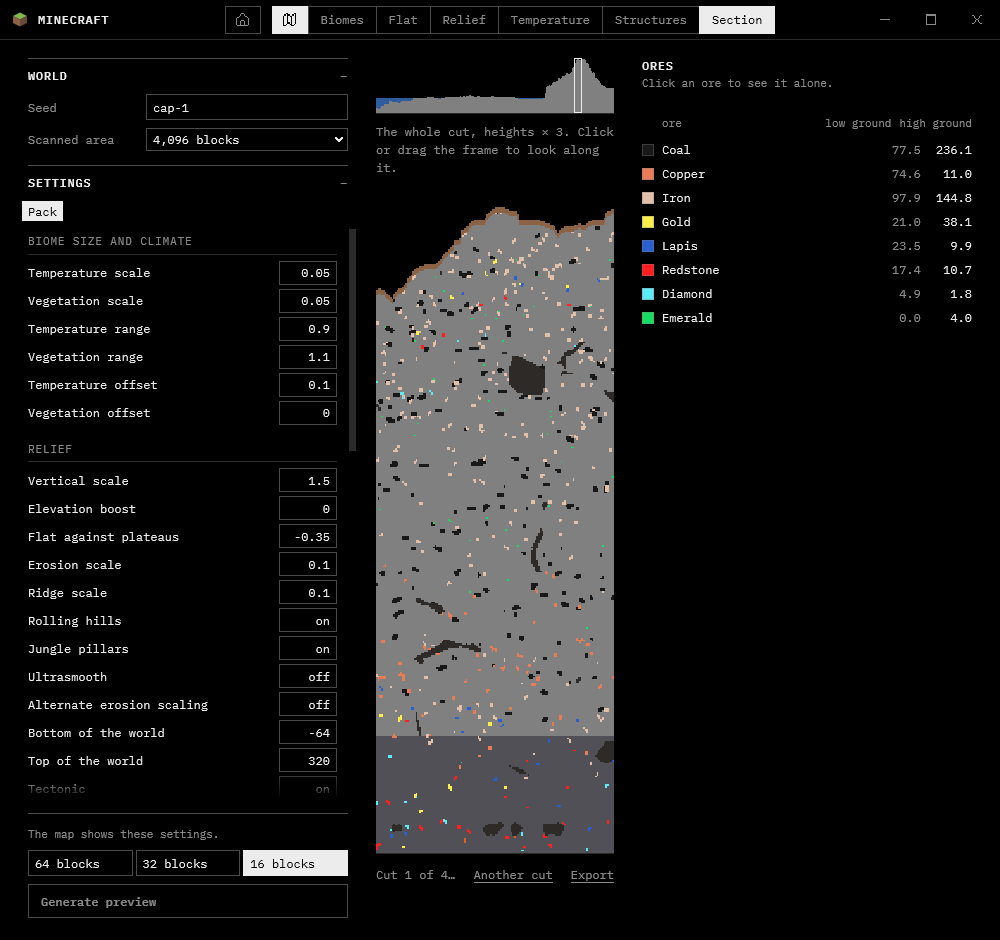 MINECRAFT
Biomes
Flat
Relief
Temperature
Structures
Section
WORLD
Seed
cap-1
Scanned area
4,096 blocks
SETTINGS
Pack
BIOME SIZE AND CLIMATE
Temperature scale 0.05
Vegetation scale 0.05
Temperature range 0.9
Vegetation range 1.1
Temperature offset 0.1
Vegetation offset 0
RELIEF
Vertical scale 1.5
Elevation boost 0
Flat against plateaus -0.35
Erosion scale 0.1
Ridge scale 0.1
Rolling hills on
Jungle pillars on
Ultrasmooth off
Alternate erosion scaling off
Bottom of the world -64
Top of the world 320
Tectonic on
The map shows these settings.
64 blocks
32 blocks
16 blocks
Generate preview
The whole cut, heights × 3. Click
or drag the frame to look along
it.
Cut 1 of 4…
Another cut
Export
ORES
Click an ore to see it alone.
ore low ground high ground
Coal 77.5 236.1
Copper 74.6 11.0
Iron 97.9 144.8
Gold 21.0 38.1
Lapis 23.5 9.9
Redstone 17.4 10.7
Diamond 4.9 1.8
Emerald 0.0 4.0